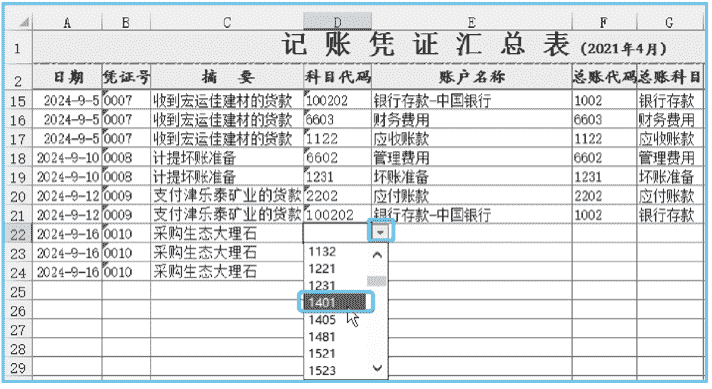 A B C D E F G
1 记 账 凭 证 汇 总 表 (2021年4月)
2 日期 凭证号 摘 要 科目代码 账户名称 总账代码 总账科目
15 2024-9-5 0007 收到宏运佳建材的货款 100202 银行存款-中国银行 1002 银行存款
16 2024-9-5 0007 收到宏运佳建材的货款 6603 财务费用 6603 财务费用
17 2024-9-5 0007 收到宏运佳建材的货款 1122 应收账款 1122 应收账款
18 2024-9-10 0008 计提坏账准备 6602 管理费用 6602 管理费用
19 2024-9-10 0008 计提坏账准备 1231 坏账准备 1231 坏账准备
20 2024-9-12 0009 支付津乐泰矿业的货款 2202 应付账款 2202 应付账款
21 2024-9-12 0009 支付津乐泰矿业的货款 100202 银行存款-中国银行 1002 银行存款
22 2024-9-16 0010 采购生态大理石
23 2024-9-16 0010 采购生态大理石 1132
24 2024-9-16 0010 采购生态大理石 1221
25 1231
26 1401
27 1405
28 1481
1521
29 1523